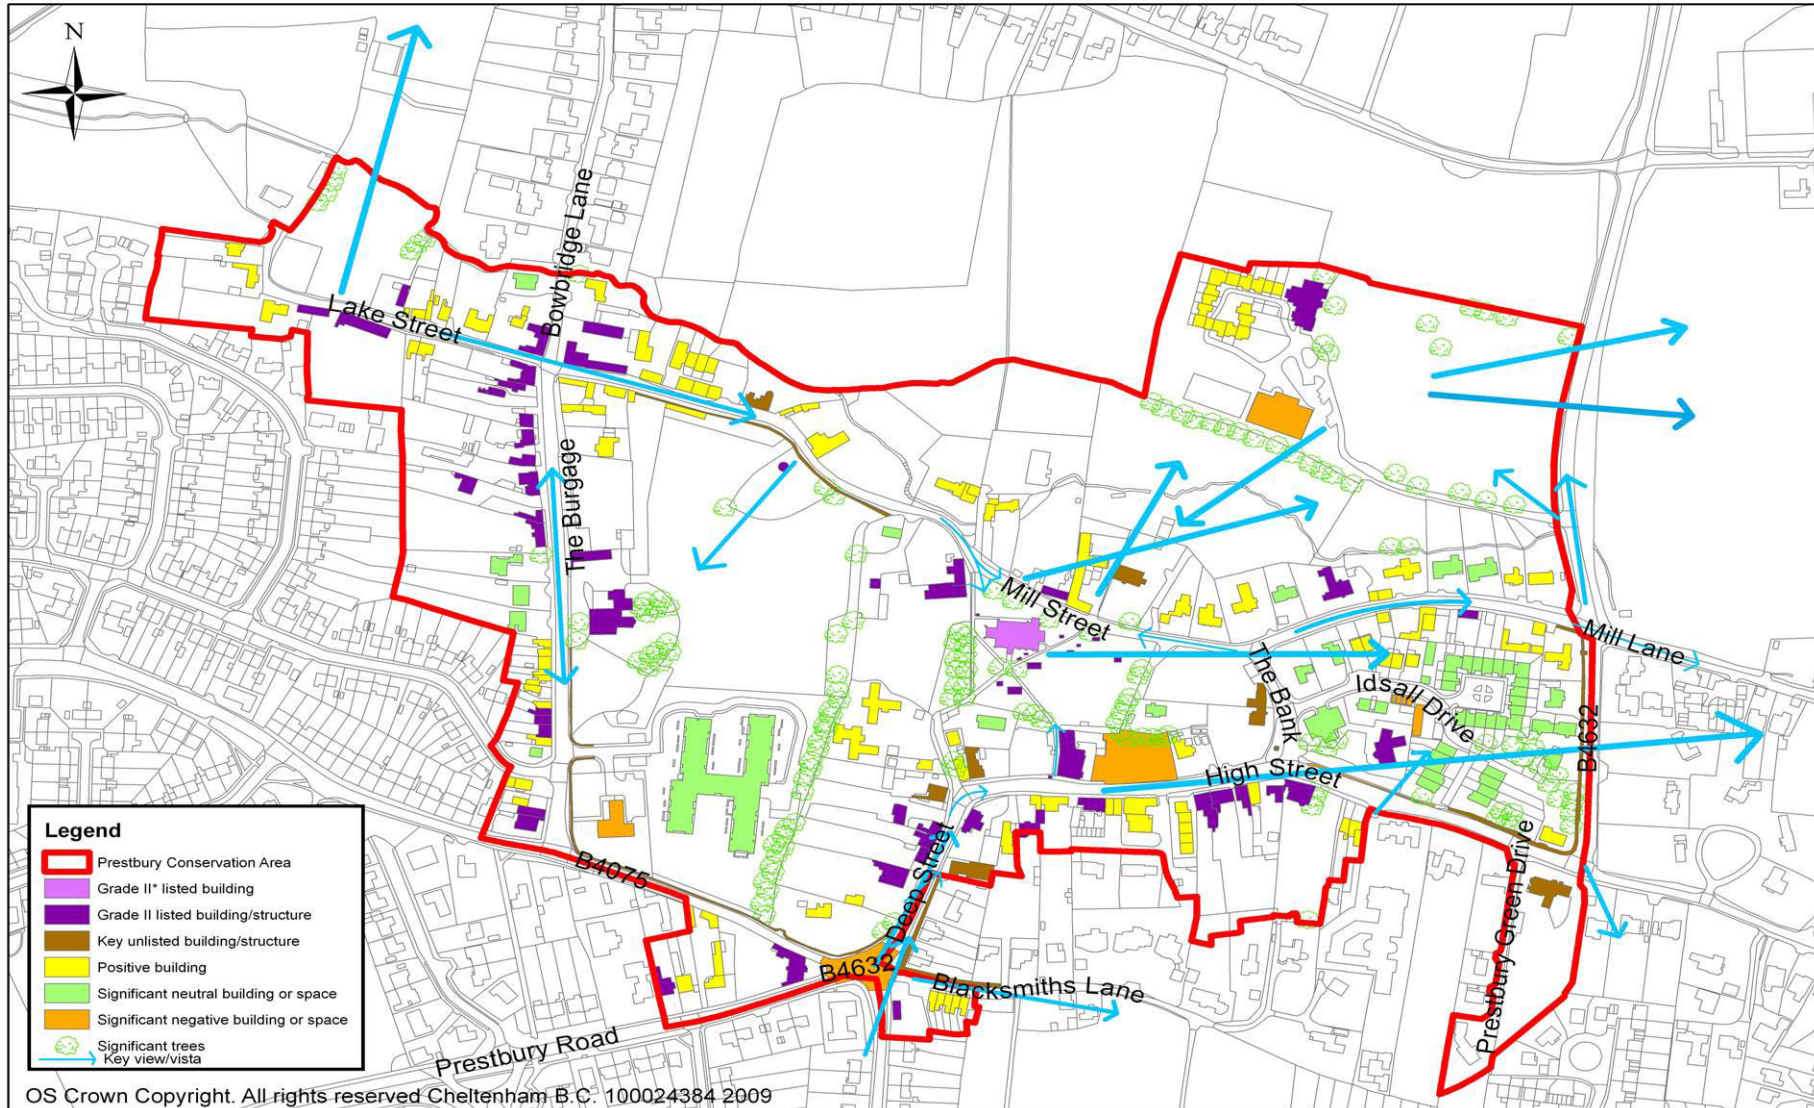 N
Bowbridge Lane
Lake Street
The Burgage
Mill Street
The Bank
Mill Lane
Idsall Drive
B4632
High Street
Deep Street
Prestbury Green Drive
B4075
B4632
Blacksmiths Lane
Prestbury Road
Legend
Prestbury Conservation Area
Grade II* listed building
Grade II listed building/structure
Key unlisted building/structure
Positive building
Significant neutral building or space
Significant negative building or space
Significant trees
Key view/vista
OS Crown Copyright. All rights reserved Cheltenham B.C. 100024384 2009